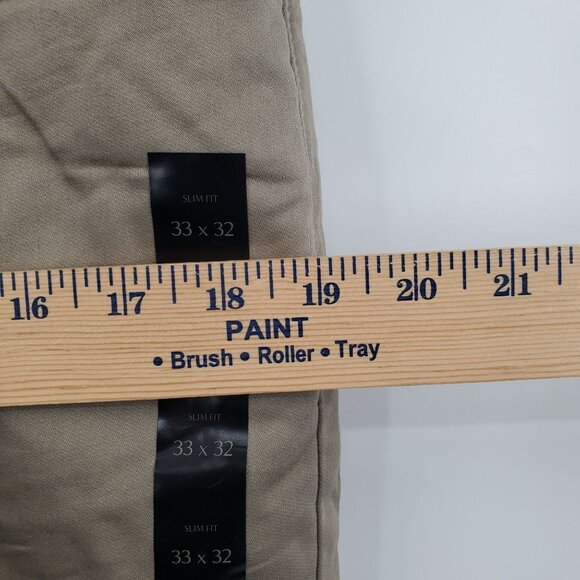 SLIM FIT
33 x 32
16 17 18 19 20 21
PAINT
• Brush • Roller • Tray
SLIM FIT
33 x 32
SLIM FIT
33 x 32